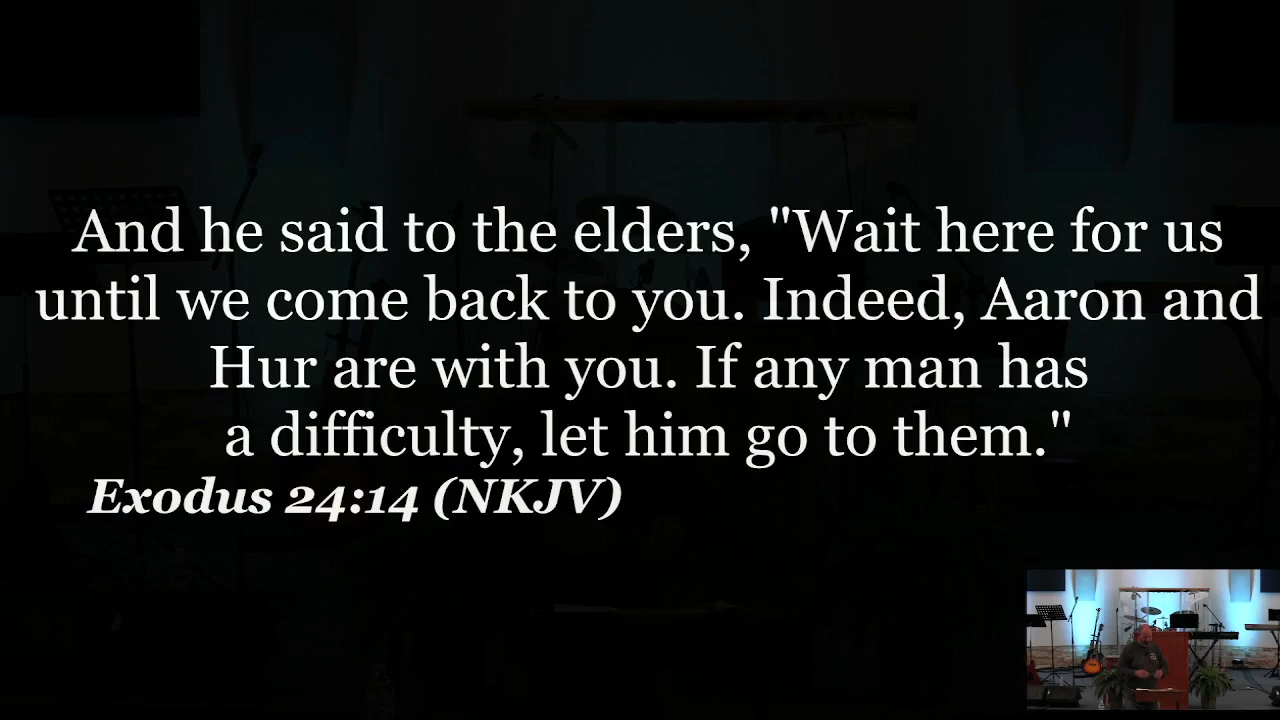 And he said to the elders, "Wait here for us
until we come back to you. Indeed, Aaron and
Hur are with you. If any man has
a difficulty, let him go to them."
Exodus 24:14 (NKJV)